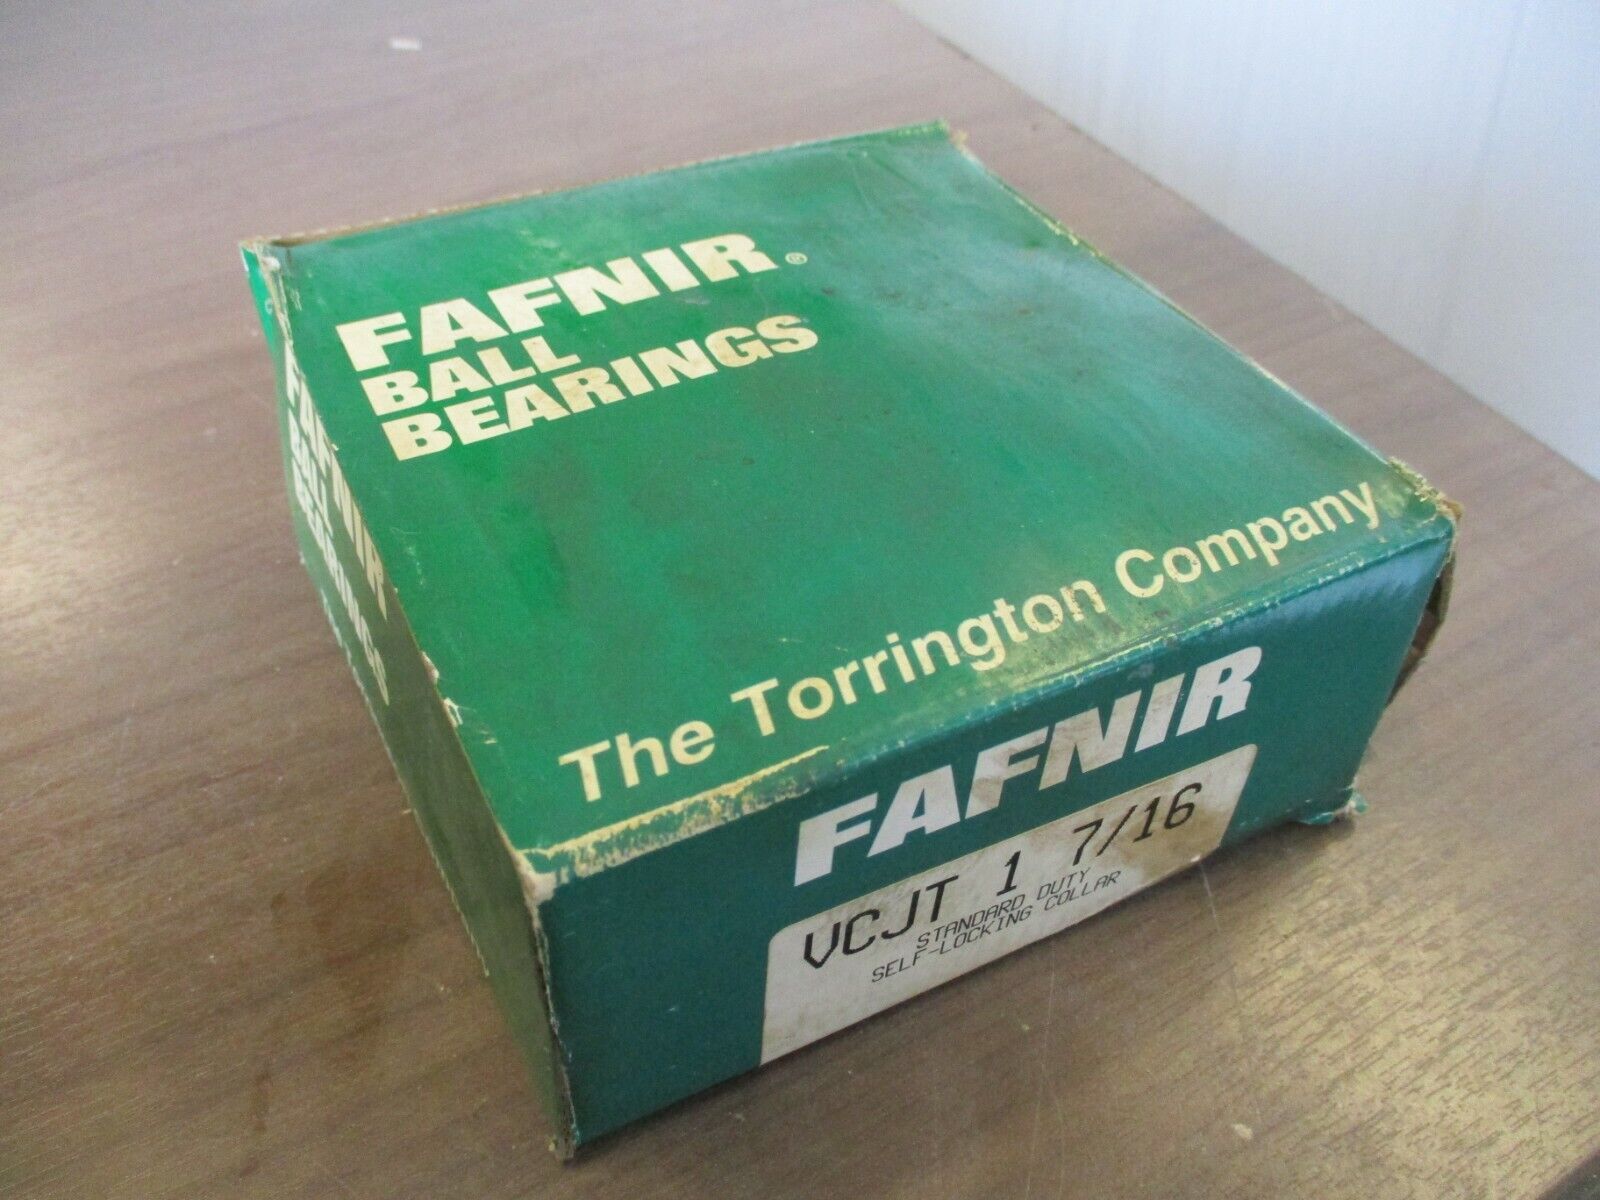 FAFNIR®
BALL
BEARINGS
The Torrington Company
FAFNIR
BALL
BEARINGS
FAFNIR
VCJT 1 7/16
STANDARD DUTY
SELF-LOCKING COLLAR